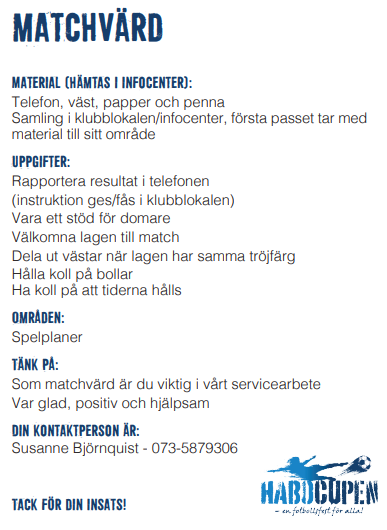 MATCHVÄRD
MATERIAL (HÄMTAS I INFOCENTER):
Telefon, väst, papper och penna
Samling i klubblokalen/infocenter, första passet tar med
material till sitt område
UPPGIFTER:
Rapportera resultat i telefonen
(instruktion ges/fås i klubblokalen)
Vara ett stöd för domare
Välkomna lagen till match
Dela ut västar när lagen har samma tröjfärg
Hålla koll på bollar
Ha koll på att tiderna hålls
OMRÅDEN:
Spelplaner
TÄNK PÅ:
Som matchvärd är du viktig i vårt servicearbete
Var glad, positiv och hjälpsam
DIN KONTAKTPERSON ÄR:
Susanne Björnquist - 073-5879306
HABOCUPEN
- en fotbollsfest för alla!
TACK FÖR DIN INSATS!